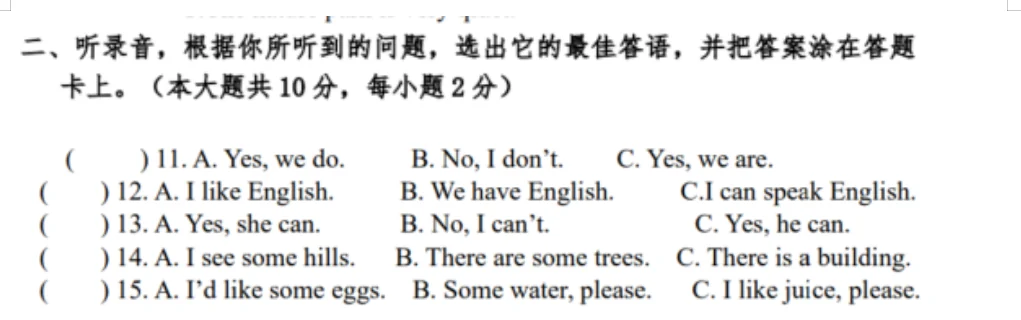 二、听录音，根据你所听到的问题，选出它的最佳答语，并把答案涂在答题
卡上。（本大题共 10 分，每小题 2 分）
( ) 11. A. Yes, we do. B. No, I don’t. C. Yes, we are.
( ) 12. A. I like English. B. We have English. C.I can speak English.
( ) 13. A. Yes, she can. B. No, I can’t. C. Yes, he can.
( ) 14. A. I see some hills. B. There are some trees. C. There is a building.
( ) 15. A. I’d like some eggs. B. Some water, please. C. I like juice, please.